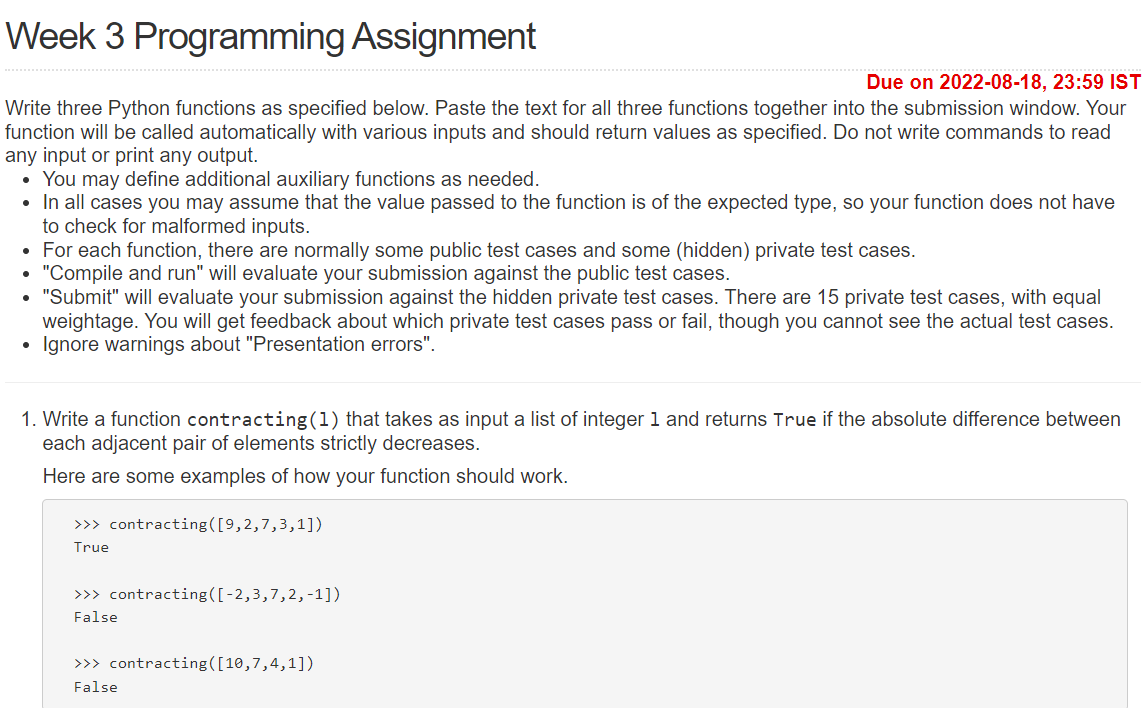 Week 3 Programming Assignment
Due on 2022-08-18, 23:59 IST
Write three Python functions as specified below. Paste the text for all three functions together into the submission window. Your
function will be called automatically with various inputs and should return values as specified. Do not write commands to read
any input or print any output.
• You may define additional auxiliary functions as needed.
• In all cases you may assume that the value passed to the function is of the expected type, so your function does not have
to check for malformed inputs.
• For each function, there are normally some public test cases and some (hidden) private test cases.
• "Compile and run" will evaluate your submission against the public test cases.
• "Submit" will evaluate your submission against the hidden private test cases. There are 15 private test cases, with equal
weightage. You will get feedback about which private test cases pass or fail, though you cannot see the actual test cases.
• Ignore warnings about "Presentation errors".
1. Write a function contracting(l) that takes as input a list of integer l and returns True if the absolute difference between
each adjacent pair of elements strictly decreases.
Here are some examples of how your function should work.
>>> contracting([9,2,7,3,1])
True
>>> contracting([-2,3,7,2,-1])
False
>>> contracting([10,7,4,1])
False